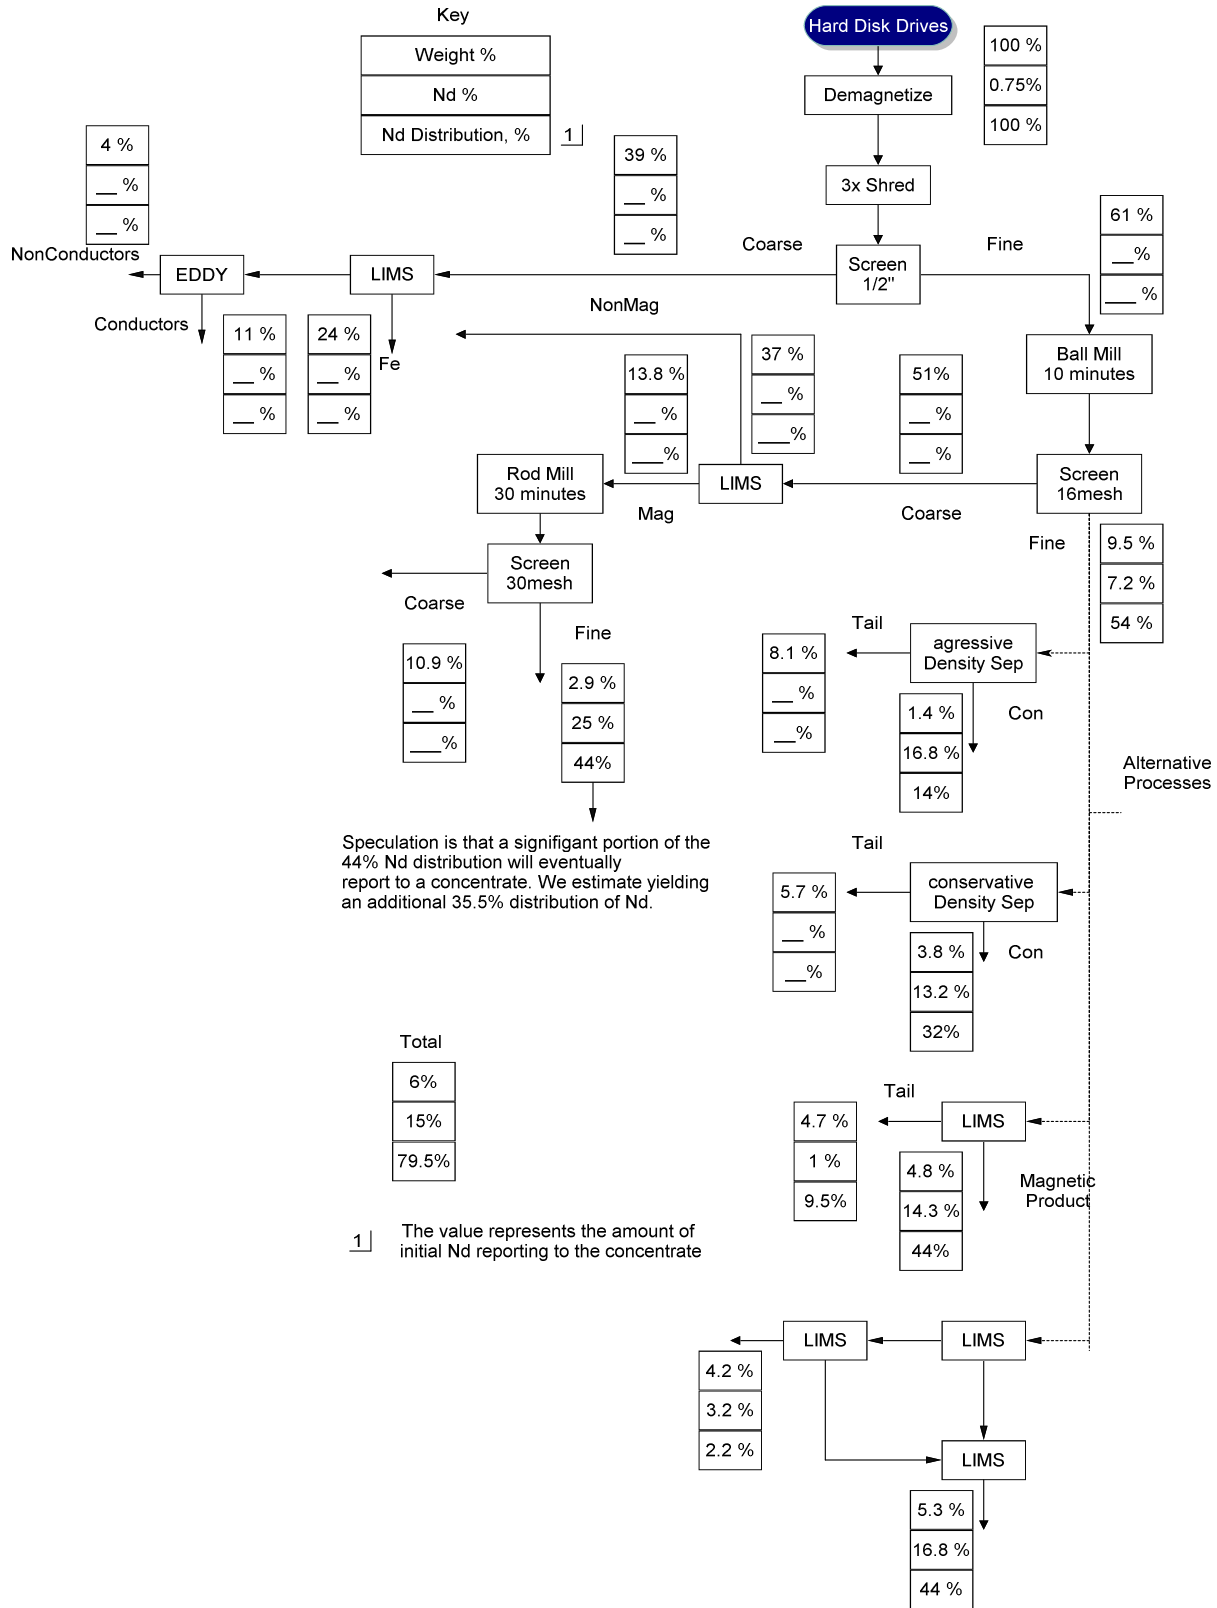 Key
Weight %
Nd %
Nd Distribution, %
1
Hard Disk Drives
100 %
0.75%
100 %
Demagnetize
3x Shred
4 %
__ %
__ %
39 %
__ %
__ %
61 %
__%
___ %
NonConductors
EDDY
LIMS
Coarse
Screen
1/2"
Fine
Conductors
11 %
__ %
__ %
24 %
__ %
__ %
Fe
NonMag
13.8 %
__ %
___%
37 %
__ %
___%
51%
__ %
__ %
Ball Mill
10 minutes
Rod Mill
30 minutes
Mag
LIMS
Coarse
Screen
16mesh
Fine
9.5 %
7.2 %
54 %
Screen
30mesh
Coarse
Fine
10.9 %
__ %
___%
2.9 %
25 %
44%
Tail
8.1 %
__ %
__%
agressive
Density Sep
1.4 %
16.8 %
14%
Con
Alternative
Processes
Speculation is that a signifigant portion of the
44% Nd distribution will eventually
report to a concentrate. We estimate yielding
an additional 35.5% distribution of Nd.
Tail
5.7 %
__ %
__%
conservative
Density Sep
3.8 %
13.2 %
32%
Con
Total
6%
15%
79.5%
Tail
4.7 %
1 %
9.5%
LIMS
4.8 %
14.3 %
44%
Magnetic
Product
1
The value represents the amount of
initial Nd reporting to the concentrate
LIMS
LIMS
4.2 %
3.2 %
2.2 %
LIMS
5.3 %
16.8 %
44 %